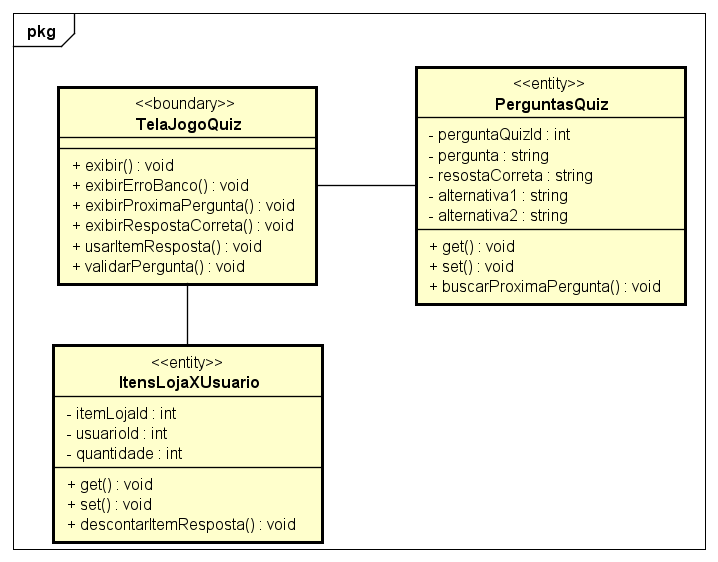 pkg
<<boundary>>
TelaJogoQuiz
+ exibir() : void
+ exibirErroBanco() : void
+ exibirProximaPergunta() : void
+ exibirRespostaCorreta() : void
+ usarItemResposta() : void
+ validarPergunta() : void
<<entity>>
PerguntasQuiz
- perguntaQuizId : int
- pergunta : string
- resostaCorreta : string
- alternativa1 : string
- alternativa2 : string
+ get() : void
+ set() : void
+ buscarProximaPergunta() : void
<<entity>>
ItensLojaXUsuario
- itemLojaId : int
- usuarioId : int
- quantidade : int
+ get() : void
+ set() : void
+ descontarItemResposta() : void